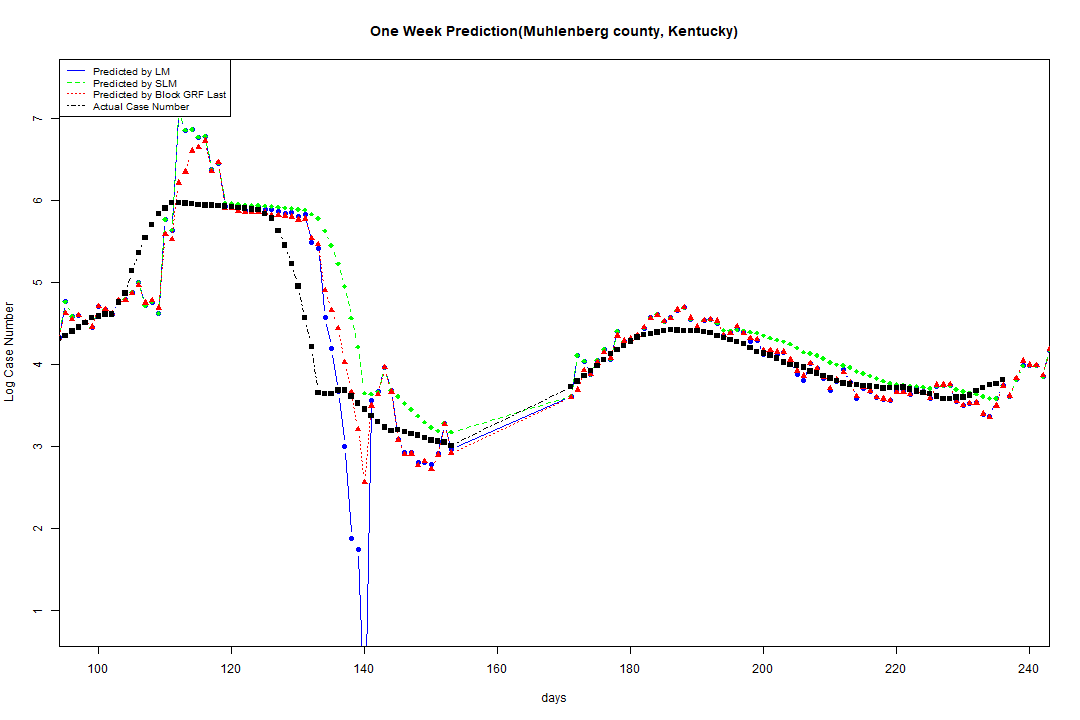 One Week Prediction(Muhlenberg county, Kentucky)
Predicted by LM
Predicted by SLM
Predicted by Block GRF Last
Actual Case Number
7
6
5
4
3
2
1
Log Case Number
100 120 140 160 180 200 220 240
days